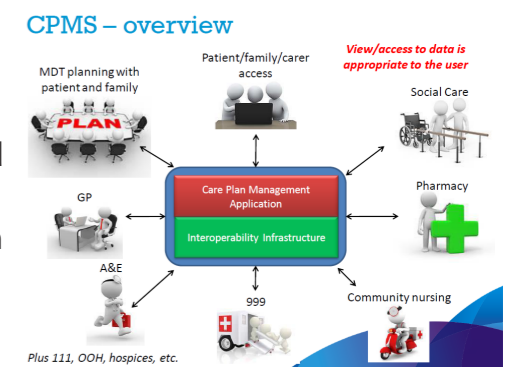 CPMS – overview
View/access to data is
appropriate to the user
Patient/family/carer
access
MDT planning with
patient and family
Social Care
PLAN
Care Plan Management
Application
Pharmacy
GP
Interoperability Infrastructure
A&E
999
Community nursing
Plus 111, OOH, hospices, etc.